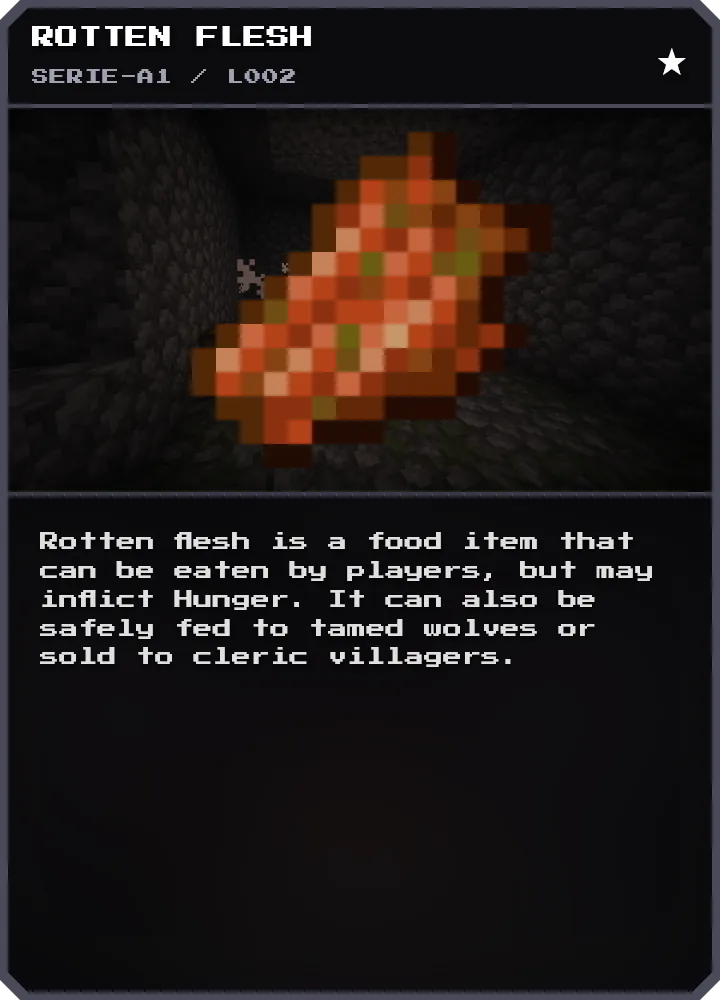 ROTTEN FLESH
SERIE-A1 / L002
★
Rotten flesh is a food item that
can be eaten by players, but may
inflict Hunger. It can also be
safely fed to tamed wolves or
sold to cleric villagers.